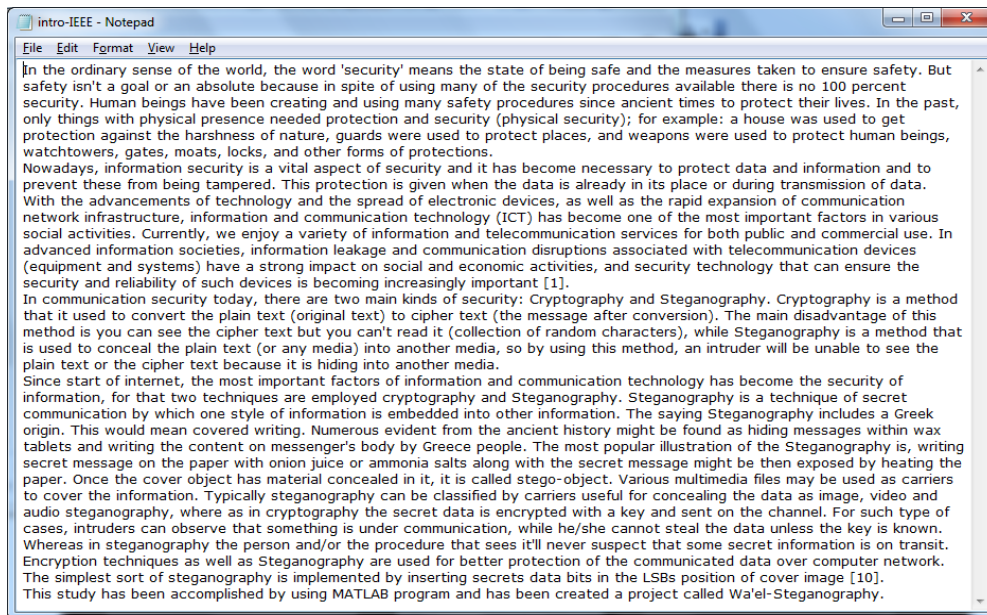 intro-IEEE - Notepad
File Edit Format View Help
In the ordinary sense of the world, the word 'security' means the state of being safe and the measures taken to ensure safety. But
safety isn't a goal or an absolute because in spite of using many of the security procedures available there is no 100 percent
security. Human beings have been creating and using many safety procedures since ancient times to protect their lives. In the past,
only things with physical presence needed protection and security (physical security); for example: a house was used to get
protection against the harshness of nature, guards were used to protect places, and weapons were used to protect human beings,
watchtowers, gates, moats, locks, and other forms of protections.
Nowadays, information security is a vital aspect of security and it has become necessary to protect data and information and to
prevent these from being tampered. This protection is given when the data is already in its place or during transmission of data.
With the advancements of technology and the spread of electronic devices, as well as the rapid expansion of communication
network infrastructure, information and communication technology (ICT) has become one of the most important factors in various
social activities. Currently, we enjoy a variety of information and telecommunication services for both public and commercial use. In
advanced information societies, information leakage and communication disruptions associated with telecommunication devices
(equipment and systems) have a strong impact on social and economic activities, and security technology that can ensure the
security and reliability of such devices is becoming increasingly important [1].
In communication security today, there are two main kinds of security: Cryptography and Steganography. Cryptography is a method
that it used to convert the plain text (original text) to cipher text (the message after conversion). The main disadvantage of this
method is you can see the cipher text but you can't read it (collection of random characters), while Steganography is a method that
is used to conceal the plain text (or any media) into another media, so by using this method, an intruder will be unable to see the
plain text or the cipher text because it is hiding into another media.
Since start of internet, the most important factors of information and communication technology has become the security of
information, for that two techniques are employed cryptography and Steganography. Steganography is a technique of secret
communication by which one style of information is embedded into other information. The saying Steganography includes a Greek
origin. This would mean covered writing. Numerous evident from the ancient history might be found as hiding messages within wax
tablets and writing the content on messenger's body by Greece people. The most popular illustration of the Steganography is, writing
secret message on the paper with onion juice or ammonia salts along with the secret message might be then exposed by heating the
paper. Once the cover object has material concealed in it, it is called stego-object. Various multimedia files may be used as carriers
to cover the information. Typically steganography can be classified by carriers useful for concealing the data as image, video and
audio steganography, where as in cryptography the secret data is encrypted with a key and sent on the channel. For such type of
cases, intruders can observe that something is under communication, while he/she cannot steal the data unless the key is known.
Whereas in steganography the person and/or the procedure that sees it'll never suspect that some secret information is on transit.
Encryption techniques as well as Steganography are used for better protection of the communicated data over computer network.
The simplest sort of steganography is implemented by inserting secrets data bits in the LSBs position of cover image [10].
This study has been accomplished by using MATLAB program and has been created a project called Wa'el-Steganography.